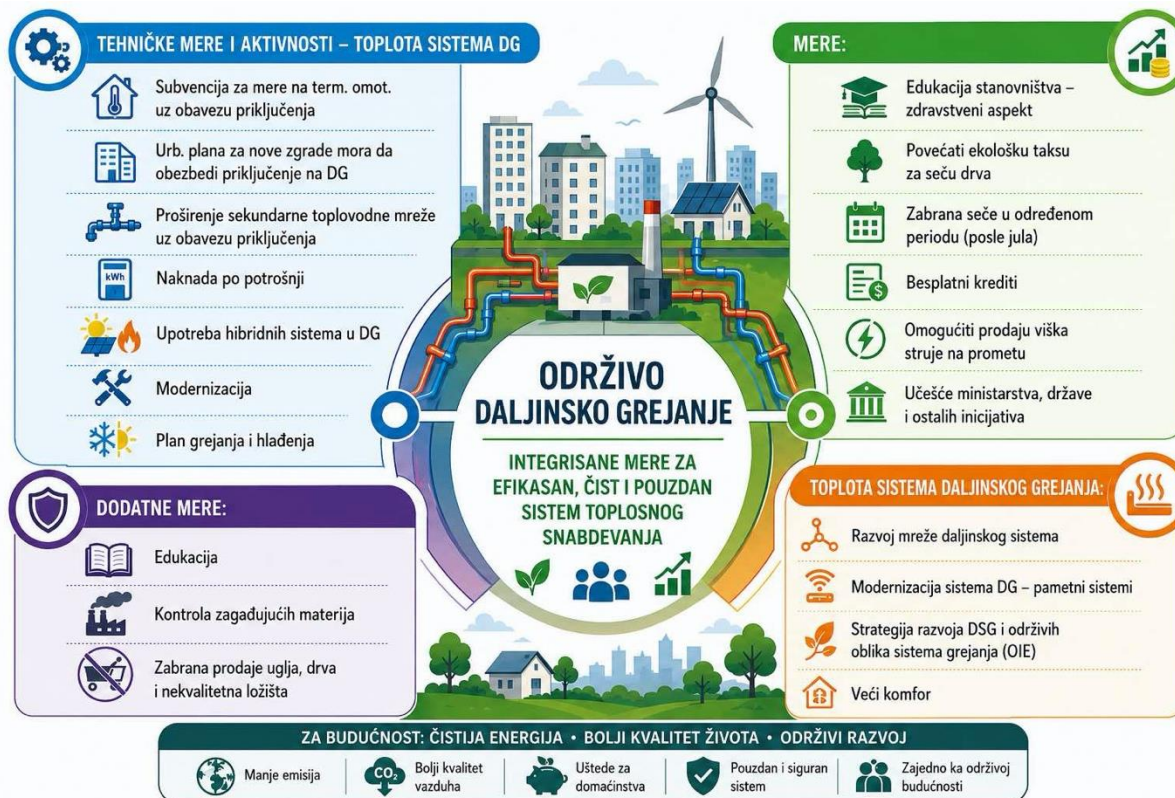 TEHNIČKE MERE I AKTIVNOSTI – TOPLOTA SISTEMA DG
Subvencija za mere na term. omot.
uz obavezu priključenja
Urb. plana za nove zgrade mora da
obezbedi priključenje na DG
Proširenje sekundarne toplovodne mreže
uz obavezu priključenja
kWh
Naknada po potrošnji
Upotreba hibridnih sistema u DG
Modernizacija
Plan grejanja i hlađenja
DODATNE MERE:
Edukacija
Kontrola zagađujućih materija
Zabrana prodaje uglja, drva
i nekvalitetna ložišta
ODRŽIVO
DALJINSKO GREJANJE
INTEGRISANE MERE ZA
EFIKASAN, ČIST I POUZDAN
SISTEM TOPLOSNOG
SNABDEVANJA
MERE:
Edukacija stanovništva –
zdravstveni aspekt
Povećati ekološku taksu
za seču drva
Zabrana seče u određenom
periodu (posle jula)
$
Besplatni krediti
Omogućiti prodaju viška
struje na prometu
Učešće ministarstva, države
i ostalih inicijativa
TOPLOTA SISTEMA DALJINSKOG GREJANJA:
Razvoj mreže daljinskog sistema
Modernizacija sistema DG – pametni sistemi
Strategija razvoja DSG i održivih
oblika sistema grejanja (OIE)
Veći komfor
ZA BUDUĆNOST: ČISTIJA ENERGIJA • BOLJI KVALITET ŽIVOTA • ODRŽIVI RAZVOJ
Manje emisija
CO₂
Bolji kvalitet
vazduha
Uštede za
domaćinstva
Pouzdan i siguran
sistem
Zajedno ka održivoj
budućnosti